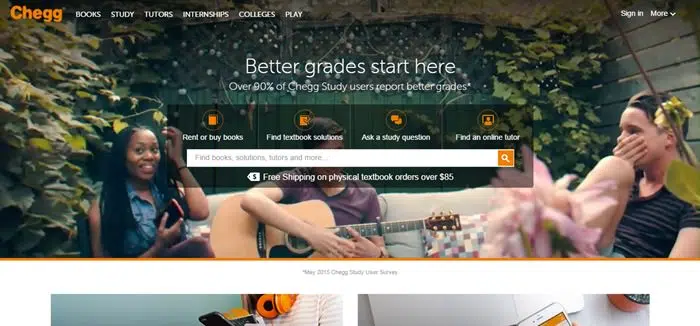 Chegg
BOOKS STUDY TUTORS INTERNSHIPS COLLEGES PLAY
Sign in More
Better grades start here
Over 90% of Chegg Study users report better grades*
Rent or buy books
Find textbook solutions
Ask a study question
Find an online tutor
Find books, solutions, tutors and more...
$ Free Shipping on physical textbook orders over $85
*May 2015 Chegg Study User Survey